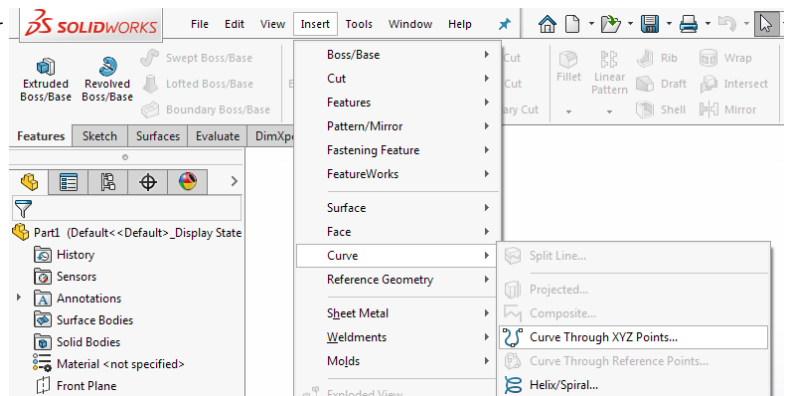 SOLIDWORKS File Edit View Insert Tools Window Help
Extruded Boss/Base
Revolved Boss/Base
Swept Boss/Base
Lofted Boss/Base
Boundary Boss/Base
Cut
Cut
ary Cut
Fillet
Linear Pattern
Rib
Draft
Shell
Wrap
Intersect
Mirror
Features Sketch Surfaces Evaluate DimXp
Part1 (Default<<Default>_Display State
History
Sensors
Annotations
Surface Bodies
Solid Bodies
Material <not specified>
Front Plane
Boss/Base
Cut
Features
Pattern/Mirror
Fastening Feature
FeatureWorks
Surface
Face
Curve
Reference Geometry
Sheet Metal
Weldments
Molds
Exploded View
Split Line...
Projected...
Composite...
Curve Through XYZ Points...
Curve Through Reference Points...
Helix/Spiral...